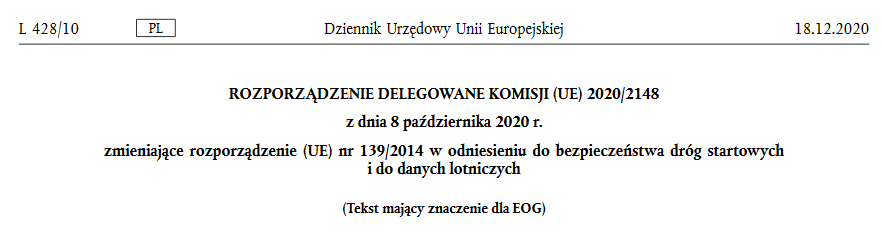 L 428/10 PL Dziennik Urzędowy Unii Europejskiej 18.12.2020
ROZPORZĄDZENIE DELEGOWANE KOMISJI (UE) 2020/2148
z dnia 8 października 2020 r.
zmieniające rozporządzenie (UE) nr 139/2014 w odniesieniu do bezpieczeństwa dróg startowych
i do danych lotniczych
(Tekst mający znaczenie dla EOG)